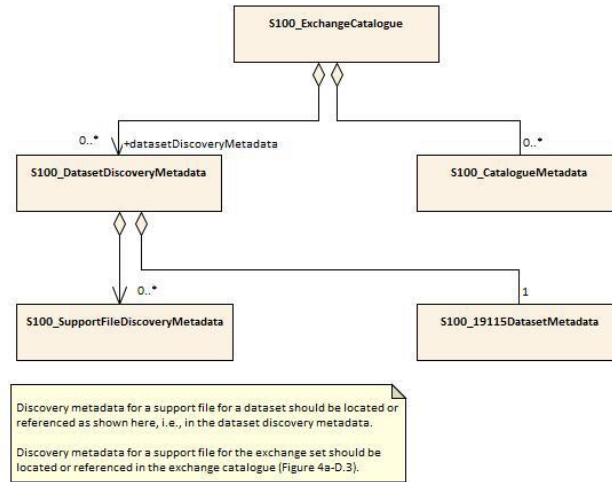 S100_ExchangeCatalogue
0..*
+datasetDiscoveryMetadata
0..*
S100_DatasetDiscoveryMetadata
S100_CatalogueMetadata
0..*
1
S100_SupportFileDiscoveryMetadata
S100_19115DatasetMetadata
Discovery metadata for a support file for a dataset should be located or
referenced as shown here, i.e., in the dataset discovery metadata.
Discovery metadata for a support file for the exchange set should be
located or referenced in the exchange catalogue (Figure 4a-D.3).